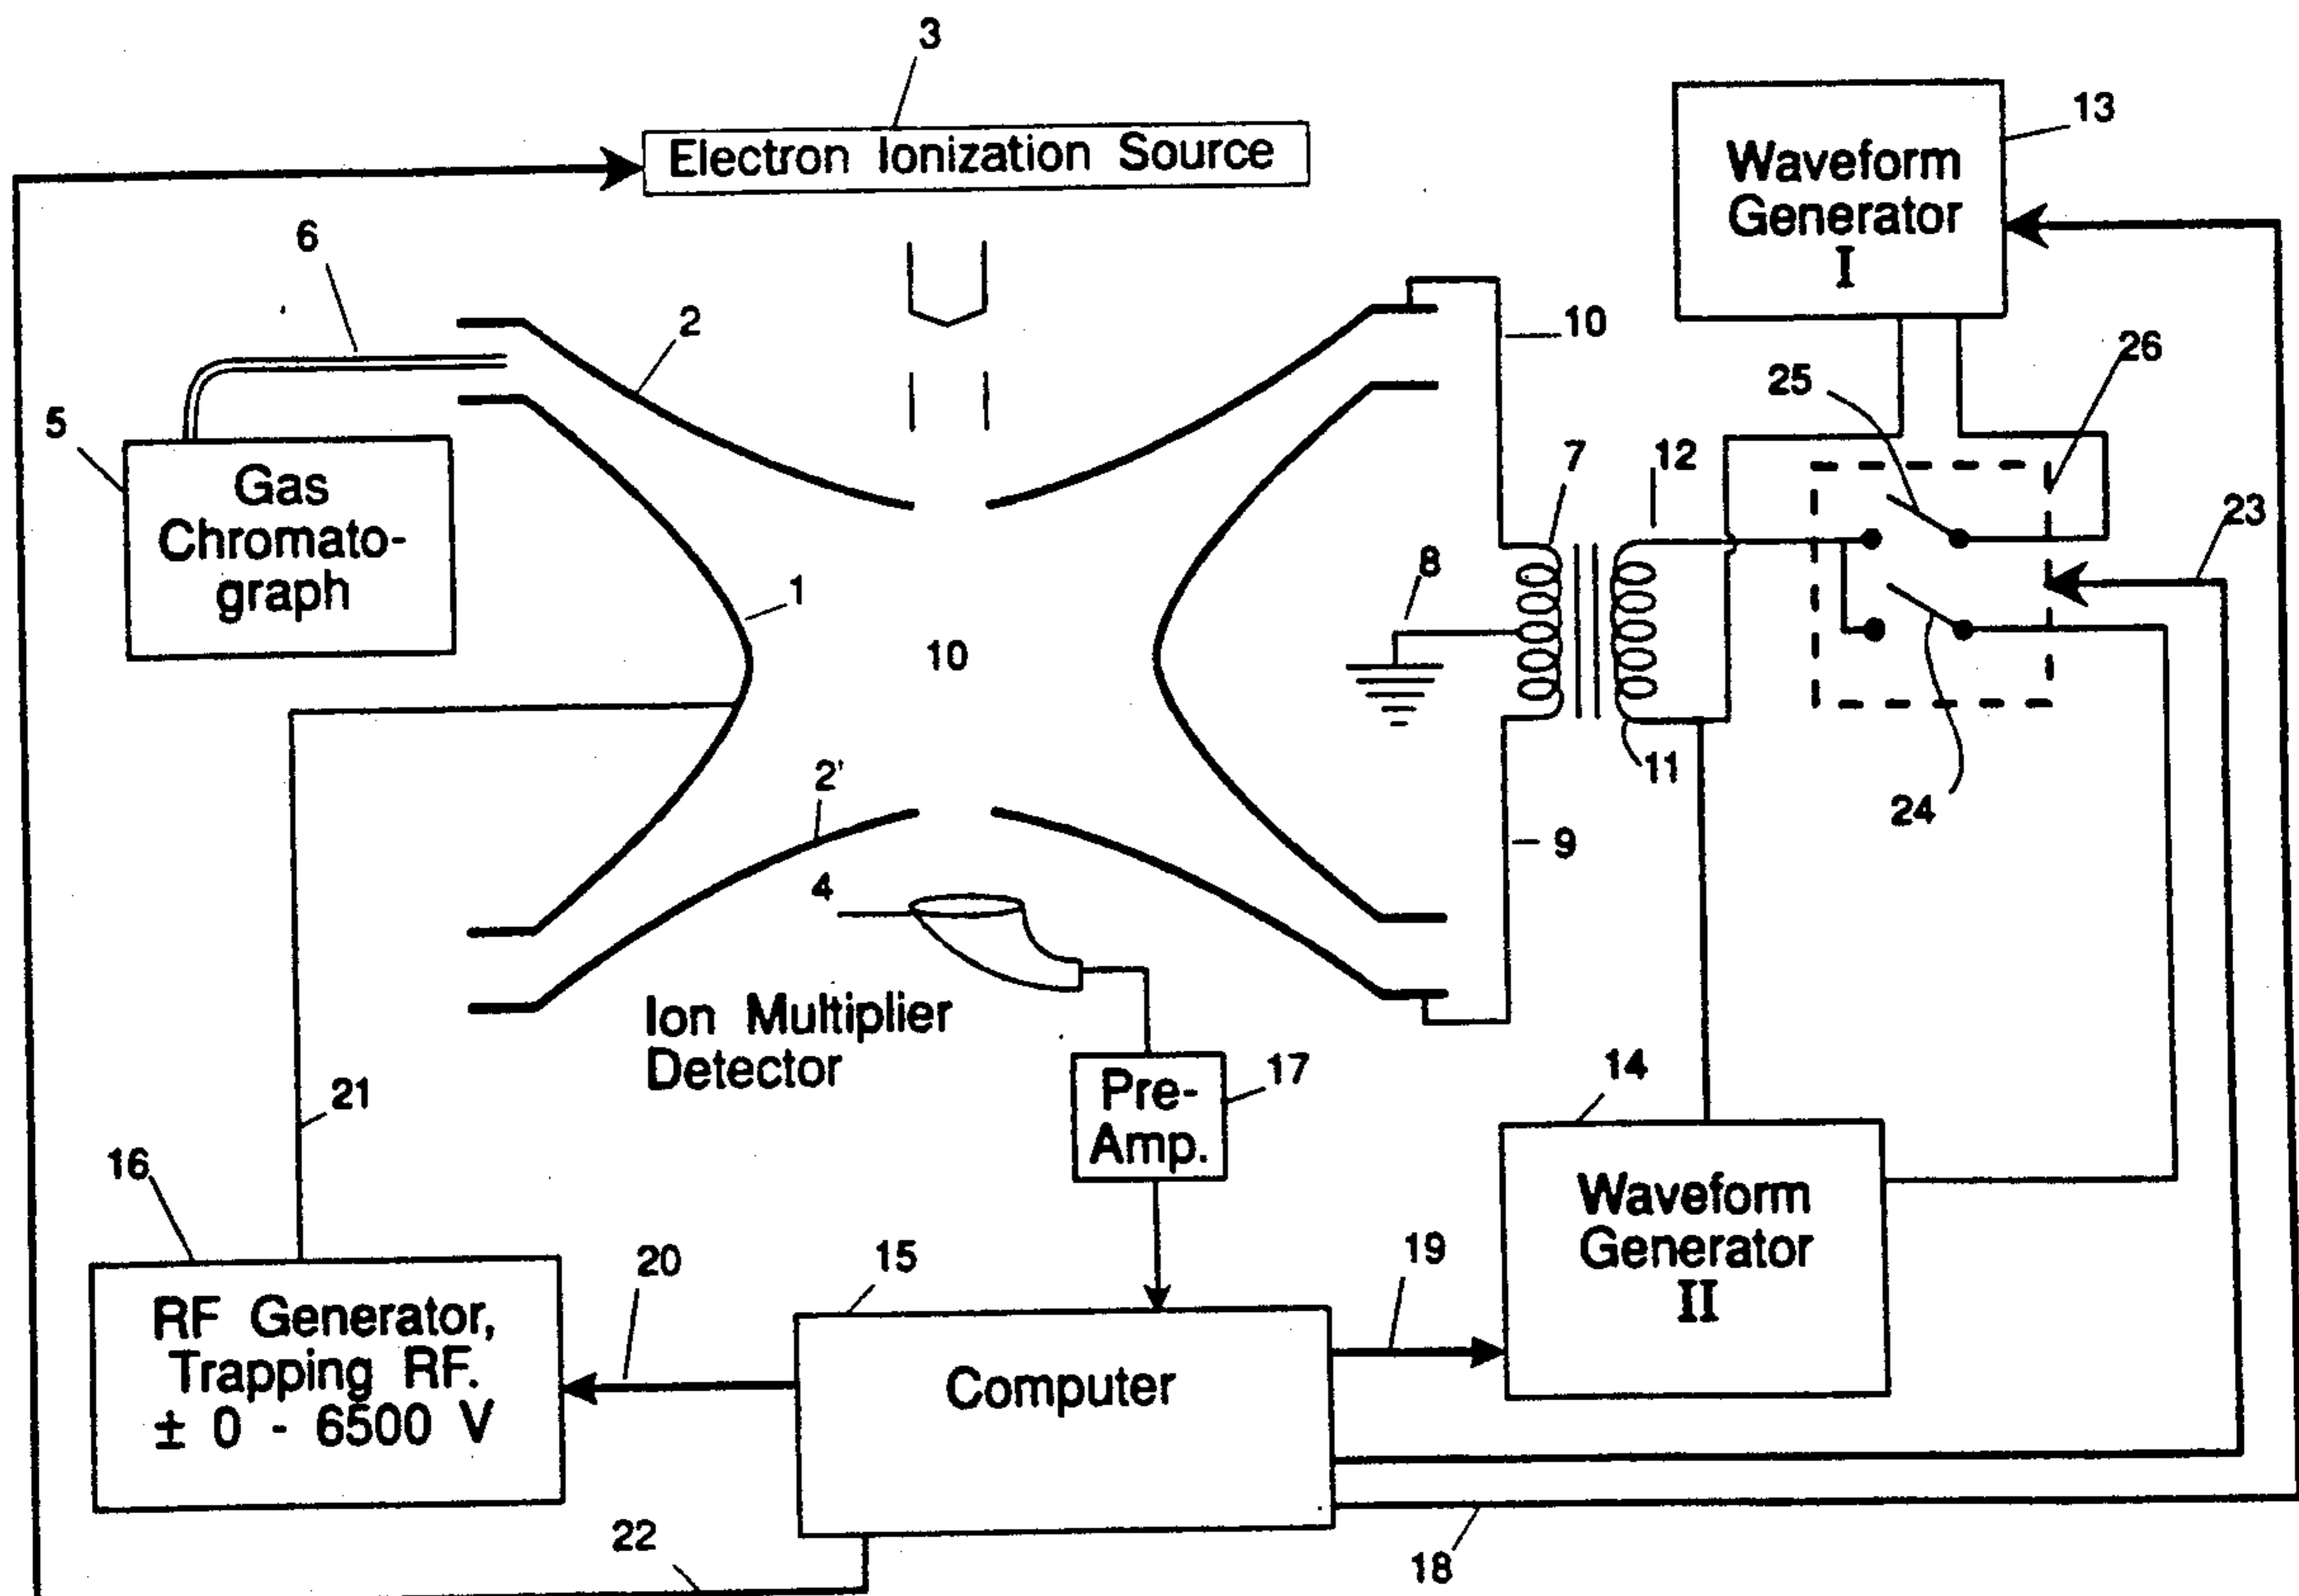 3
Electron Ionization Source
13
Waveform
Generator
I
6
2
10
26
25
5
Gas
Chromato-
graph
7
12
23
8
1
10
11
24
2'
9
4
Ion Multiplier
Detector
14
17
Pre-
Amp.
21
16
Waveform
Generator
II
20
15
19
RF Generator,
Trapping RF.
± 0 - 6500 V
Computer
22
18